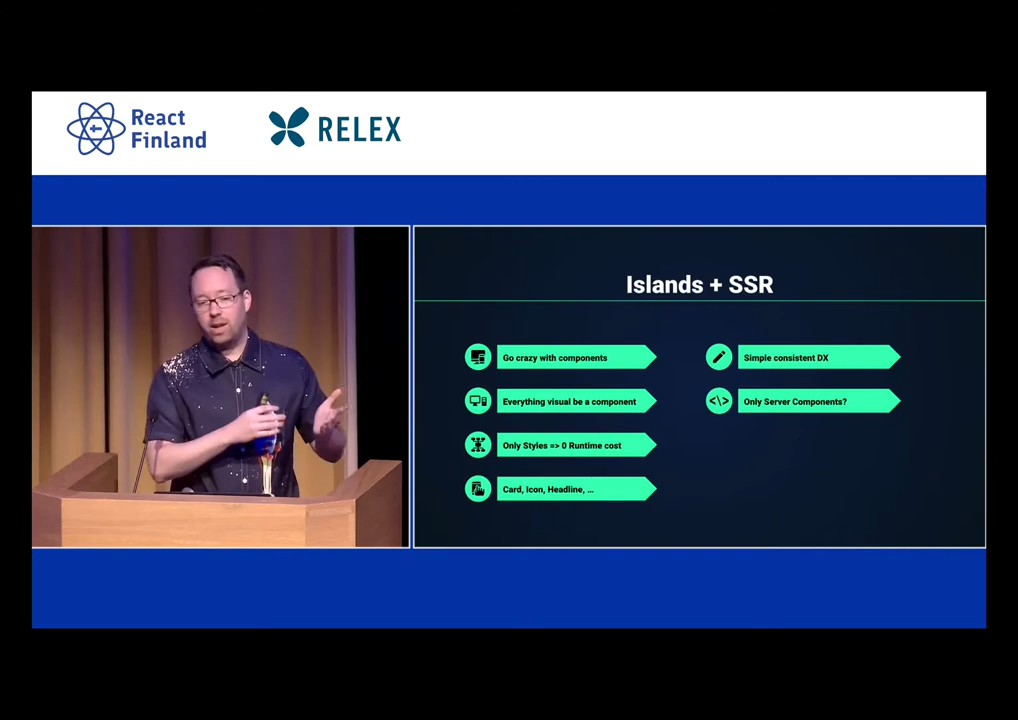 React
Finland
RELEX
Islands + SSR
Go crazy with components
Everything visual be a component
Only Styles => 0 Runtime cost
Card, Icon, Headline, ...
Simple consistent DX
<\> Only Server Components?